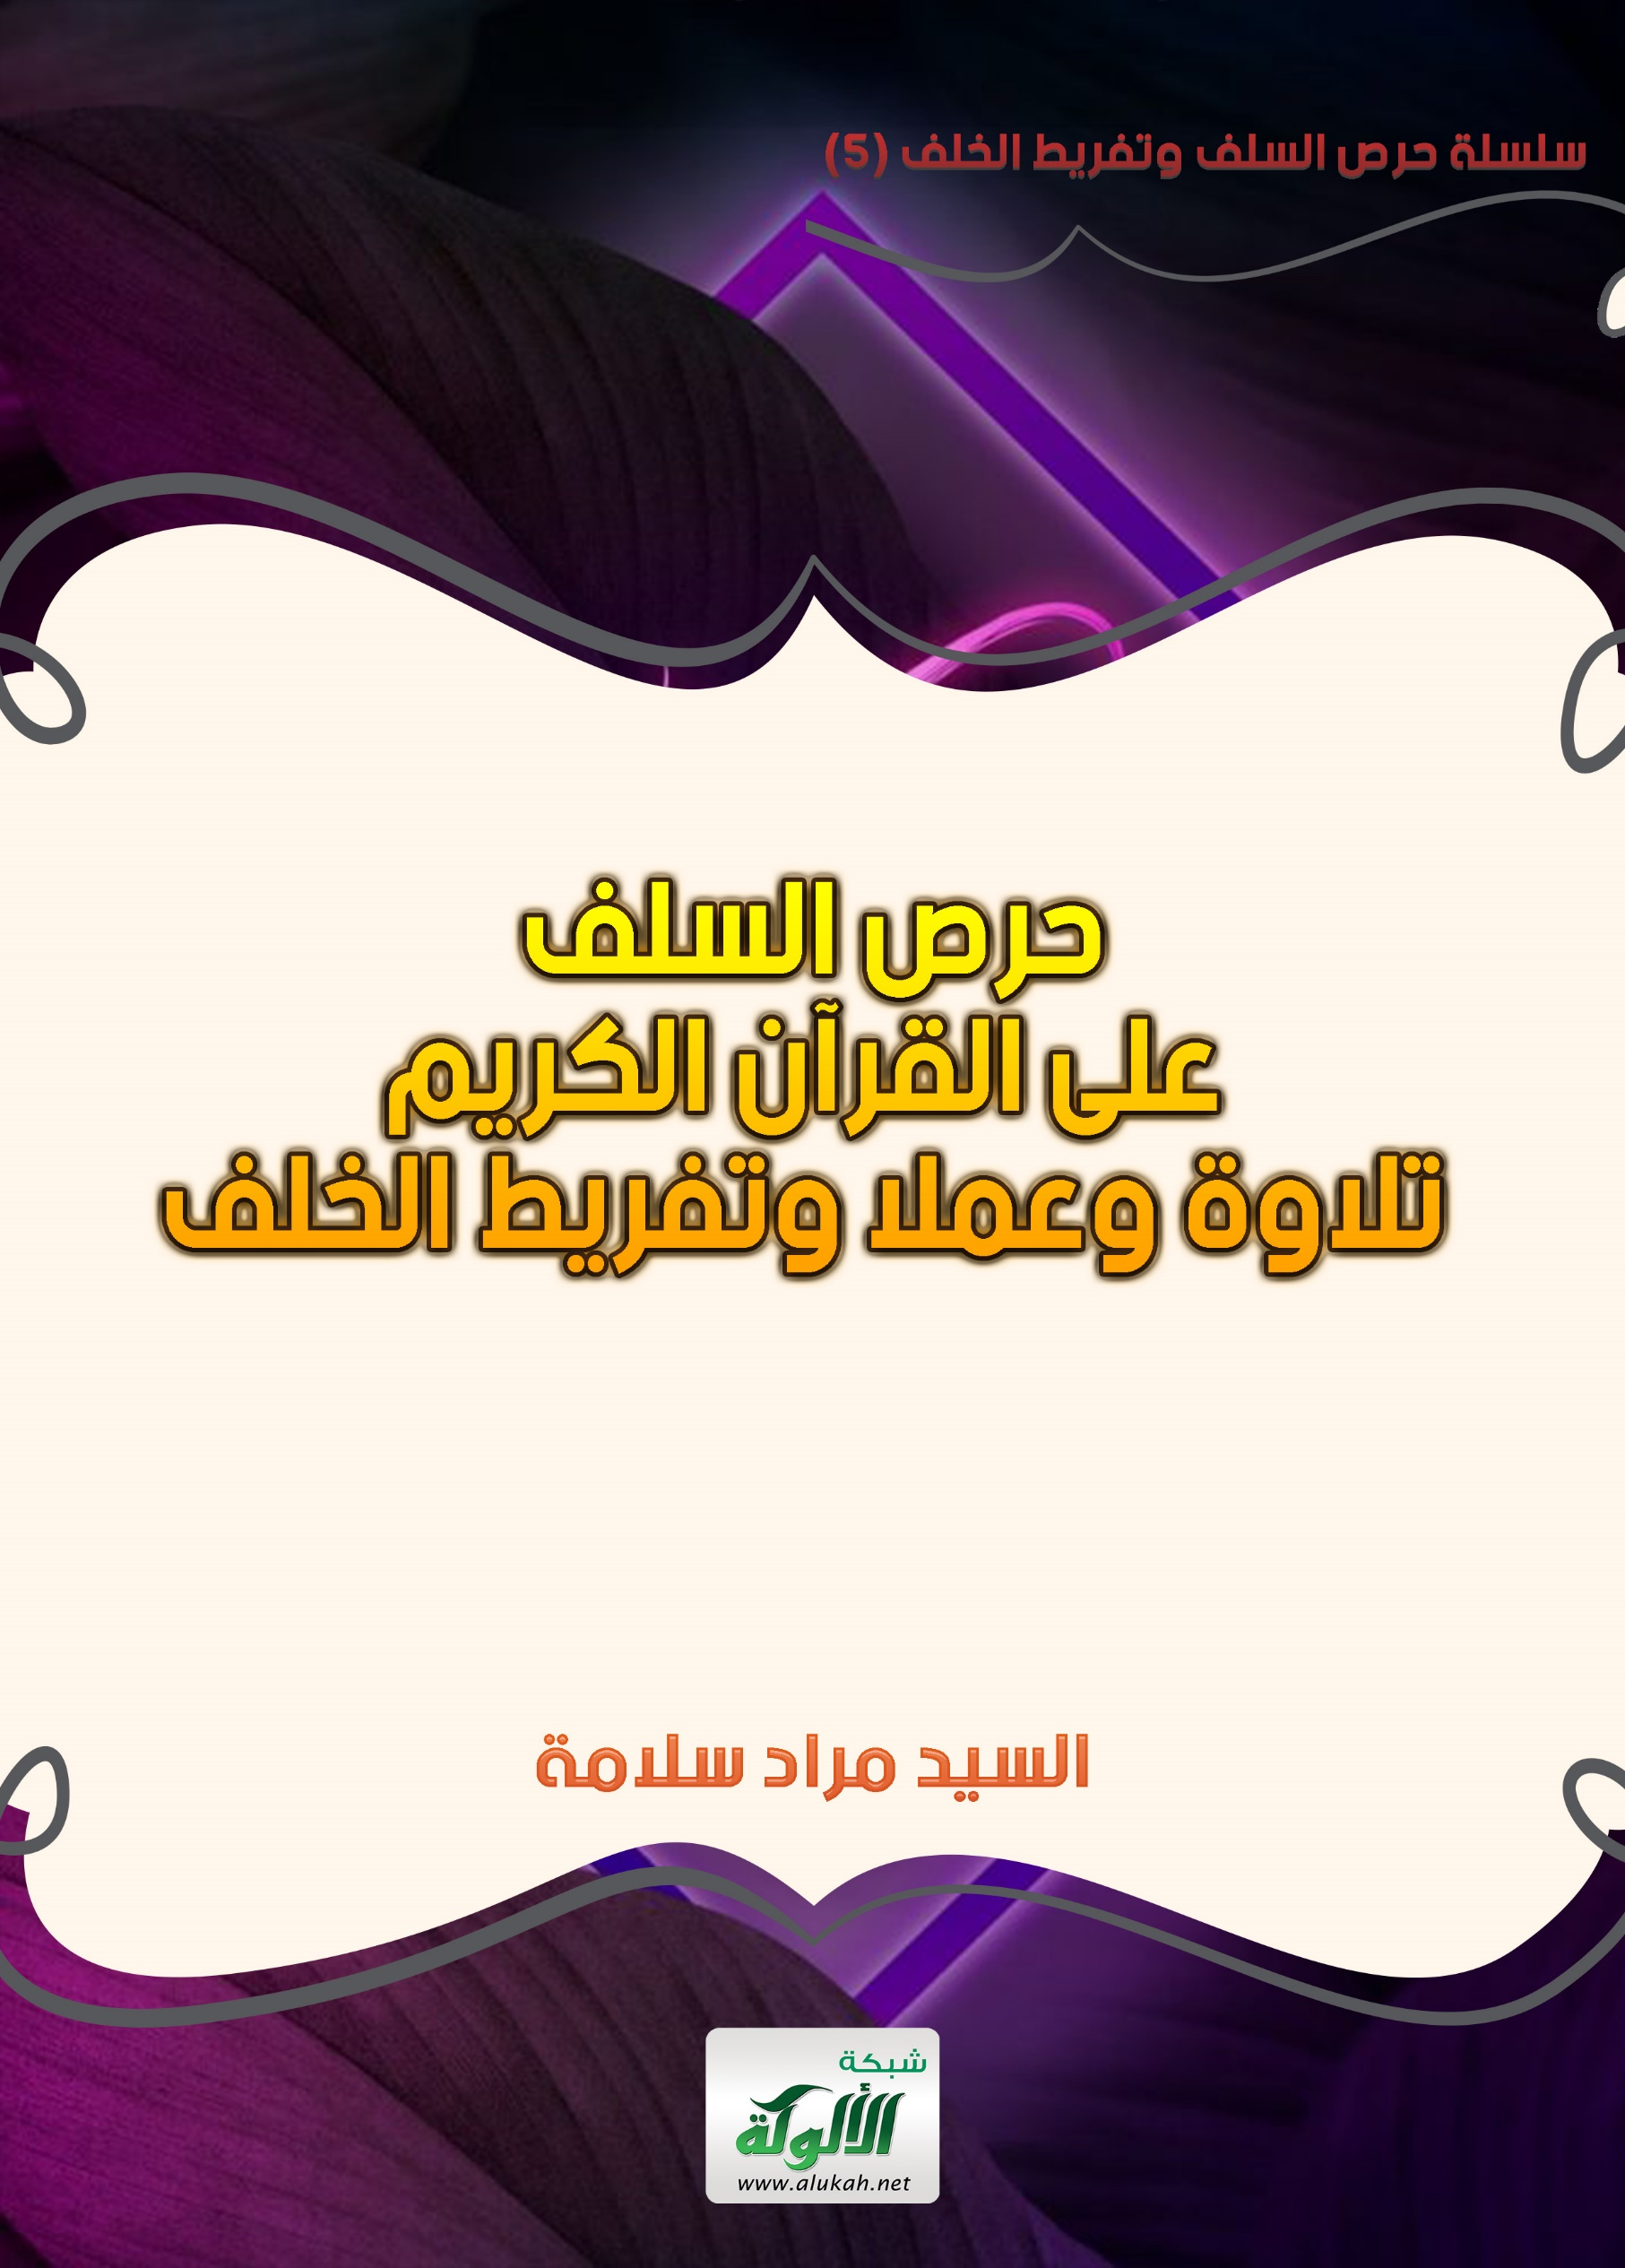 سلسلة حرص السلف وتفريط الخلف (5)
حرص السلف
على القرآن الكريم
تلاوة وعملا وتفريط الخلف
السيد مراد سلامة
شبكة
الألوكة
www.alukah.net